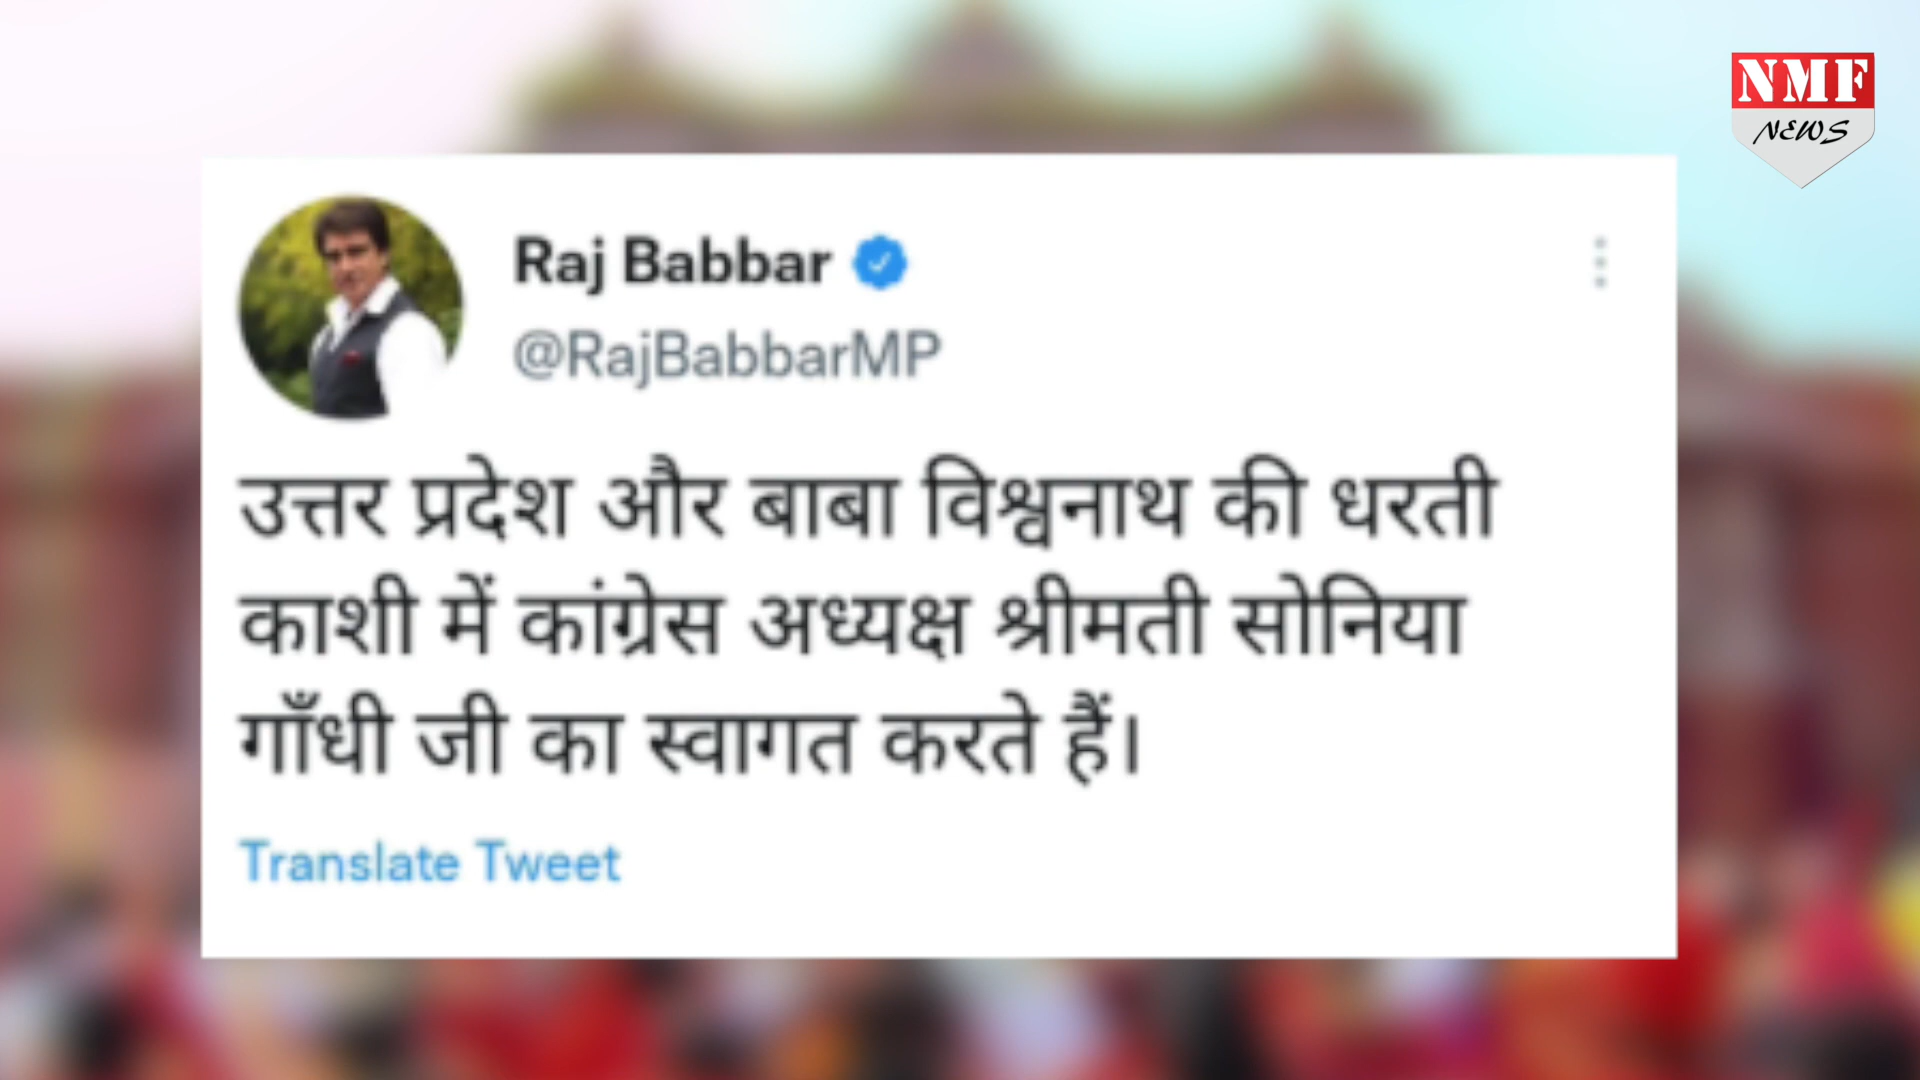 NMF
NEWS
Raj Babbar
@RajBabbarMP
उत्तर प्रदेश और बाबा विश्वनाथ की धरती
काशी में कांग्रेस अध्यक्ष श्रीमती सोनिया
गाँधी जी का स्वागत करते हैं।
Translate Tweet